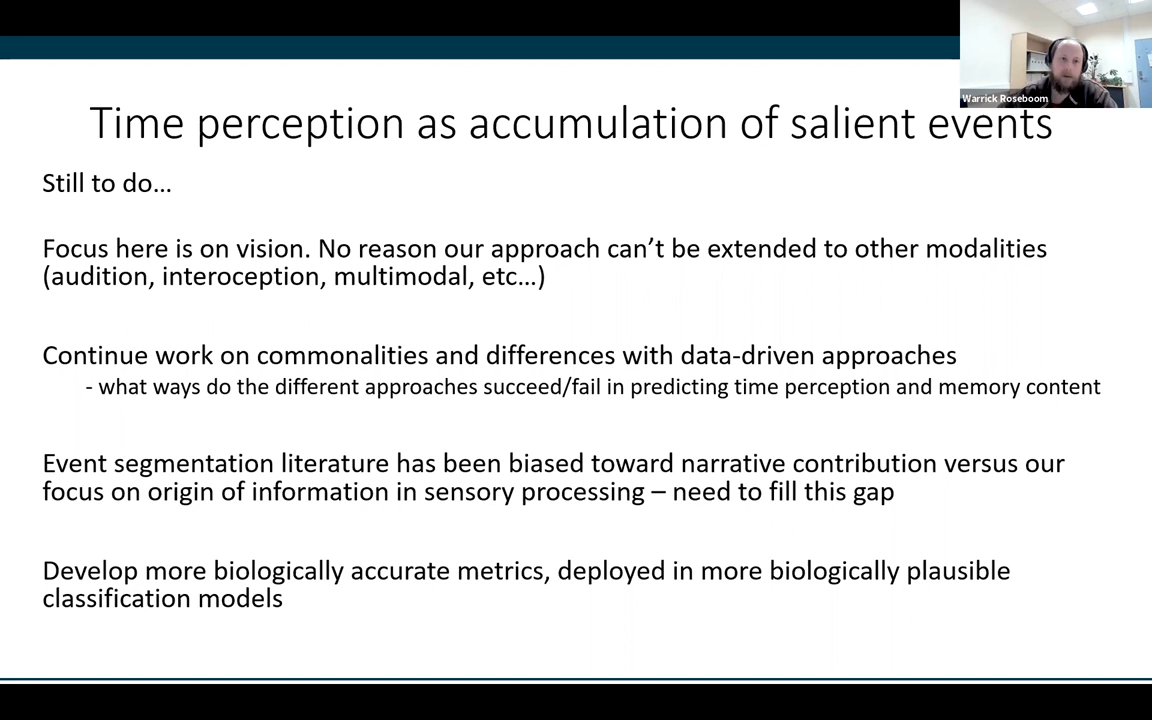 Warrick Roseboom
Time perception as accumulation of salient events
Still to do…
Focus here is on vision. No reason our approach can’t be extended to other modalities
(audition, interoception, multimodal, etc…)
Continue work on commonalities and differences with data-driven approaches
- what ways do the different approaches succeed/fail in predicting time perception and memory content
Event segmentation literature has been biased toward narrative contribution versus our
focus on origin of information in sensory processing – need to fill this gap
Develop more biologically accurate metrics, deployed in more biologically plausible
classification models